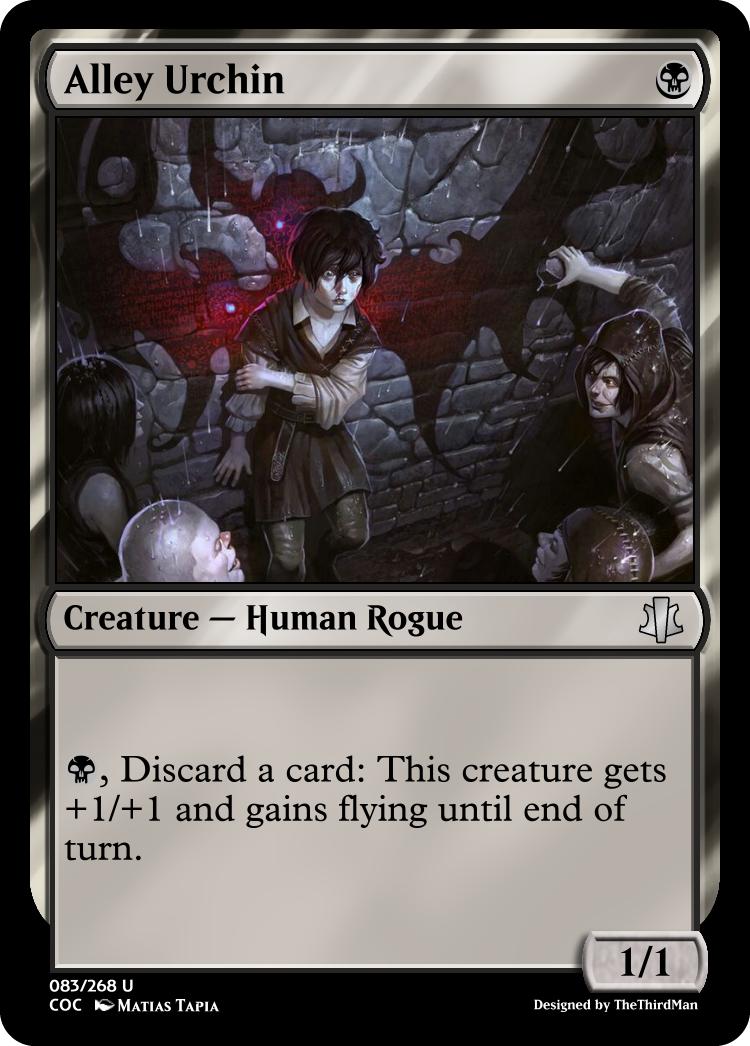 Alley Urchin
Creature — Human Rogue
, Discard a card: This creature gets
+1/+1 and gains flying until end of
turn.
1/1
083/268 U
COC Matias Tapia
Designed by TheThirdMan